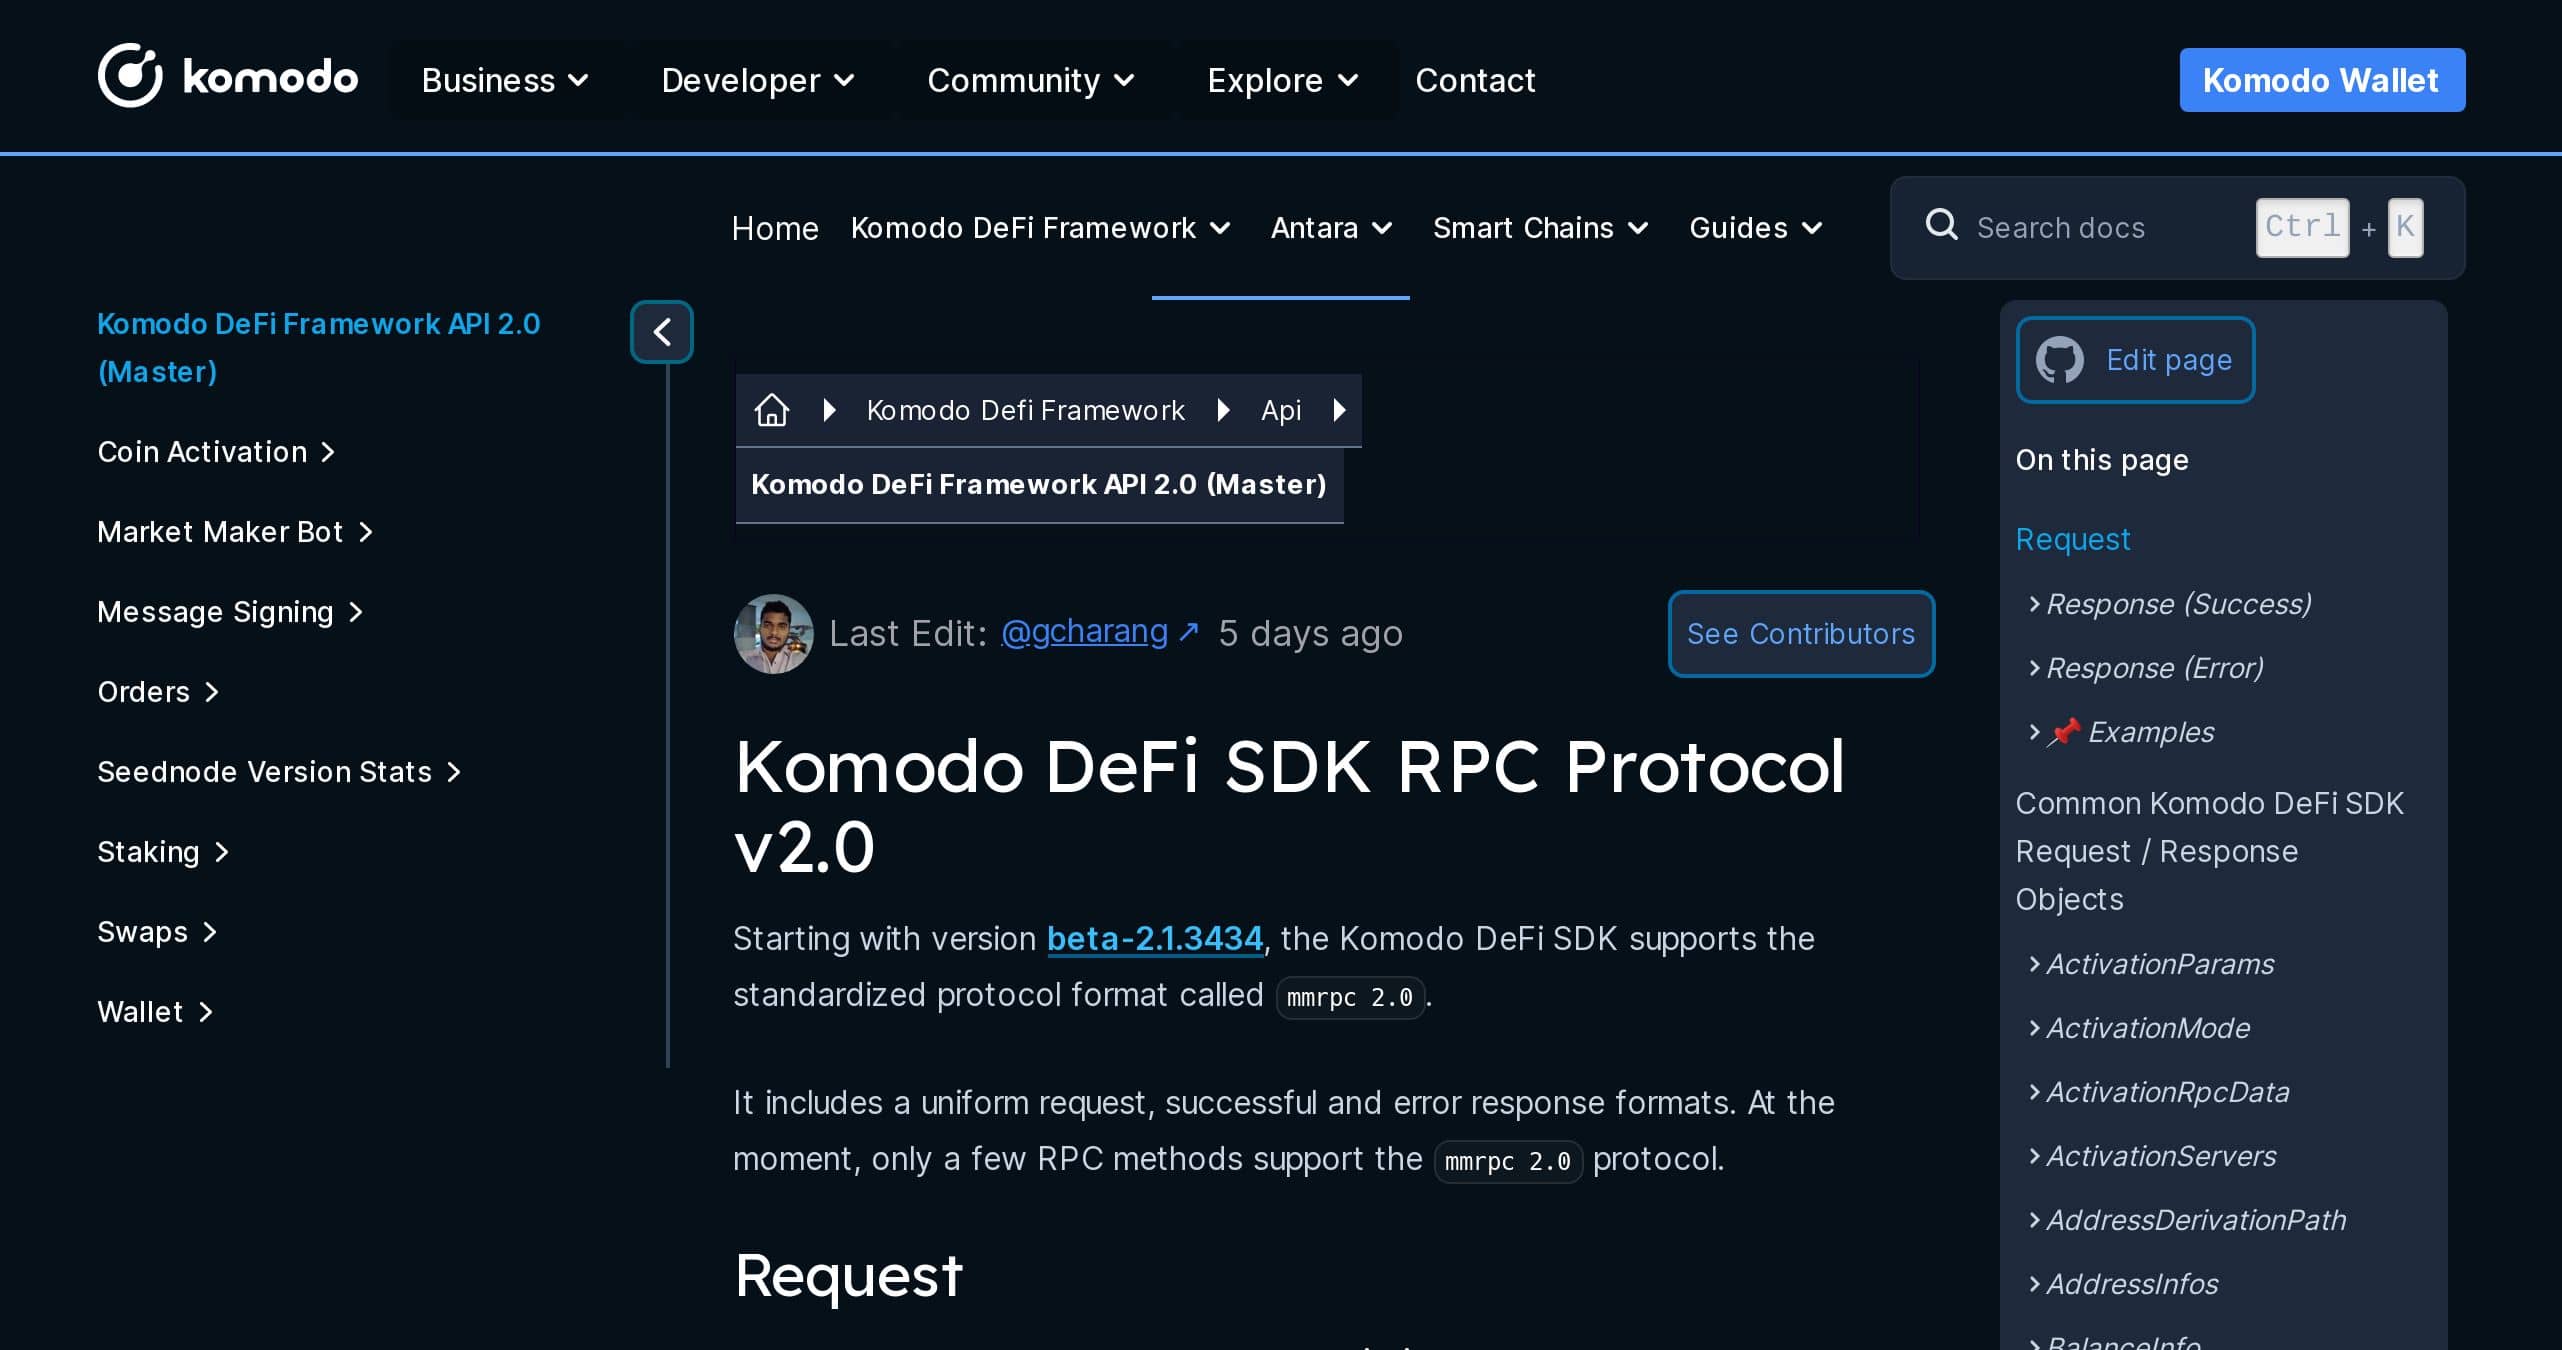 komodo Business Developer Community Explore Contact Komodo Wallet
Home Komodo DeFi Framework Antara Smart Chains Guides Search docs Ctrl + K
Komodo DeFi Framework API 2.0
(Master)
Coin Activation
Market Maker Bot
Message Signing
Orders
Seednode Version Stats
Staking
Swaps
Wallet
Komodo Defi Framework Api
Komodo DeFi Framework API 2.0 (Master)
Last Edit: @gcharang ↗ 5 days ago See Contributors
Komodo DeFi SDK RPC Protocol
v2.0
Starting with version beta-2.1.3434, the Komodo DeFi SDK supports the
standardized protocol format called mmrpc 2.0.
It includes a uniform request, successful and error response formats. At the
moment, only a few RPC methods support the mmrpc 2.0 protocol.
Request
Edit page
On this page
Request
Response (Success)
Response (Error)
📌 Examples
Common Komodo DeFi SDK
Request / Response
Objects
ActivationParams
ActivationMode
ActivationRpcData
ActivationServers
AddressDerivationPath
AddressInfos
BalanceInfo